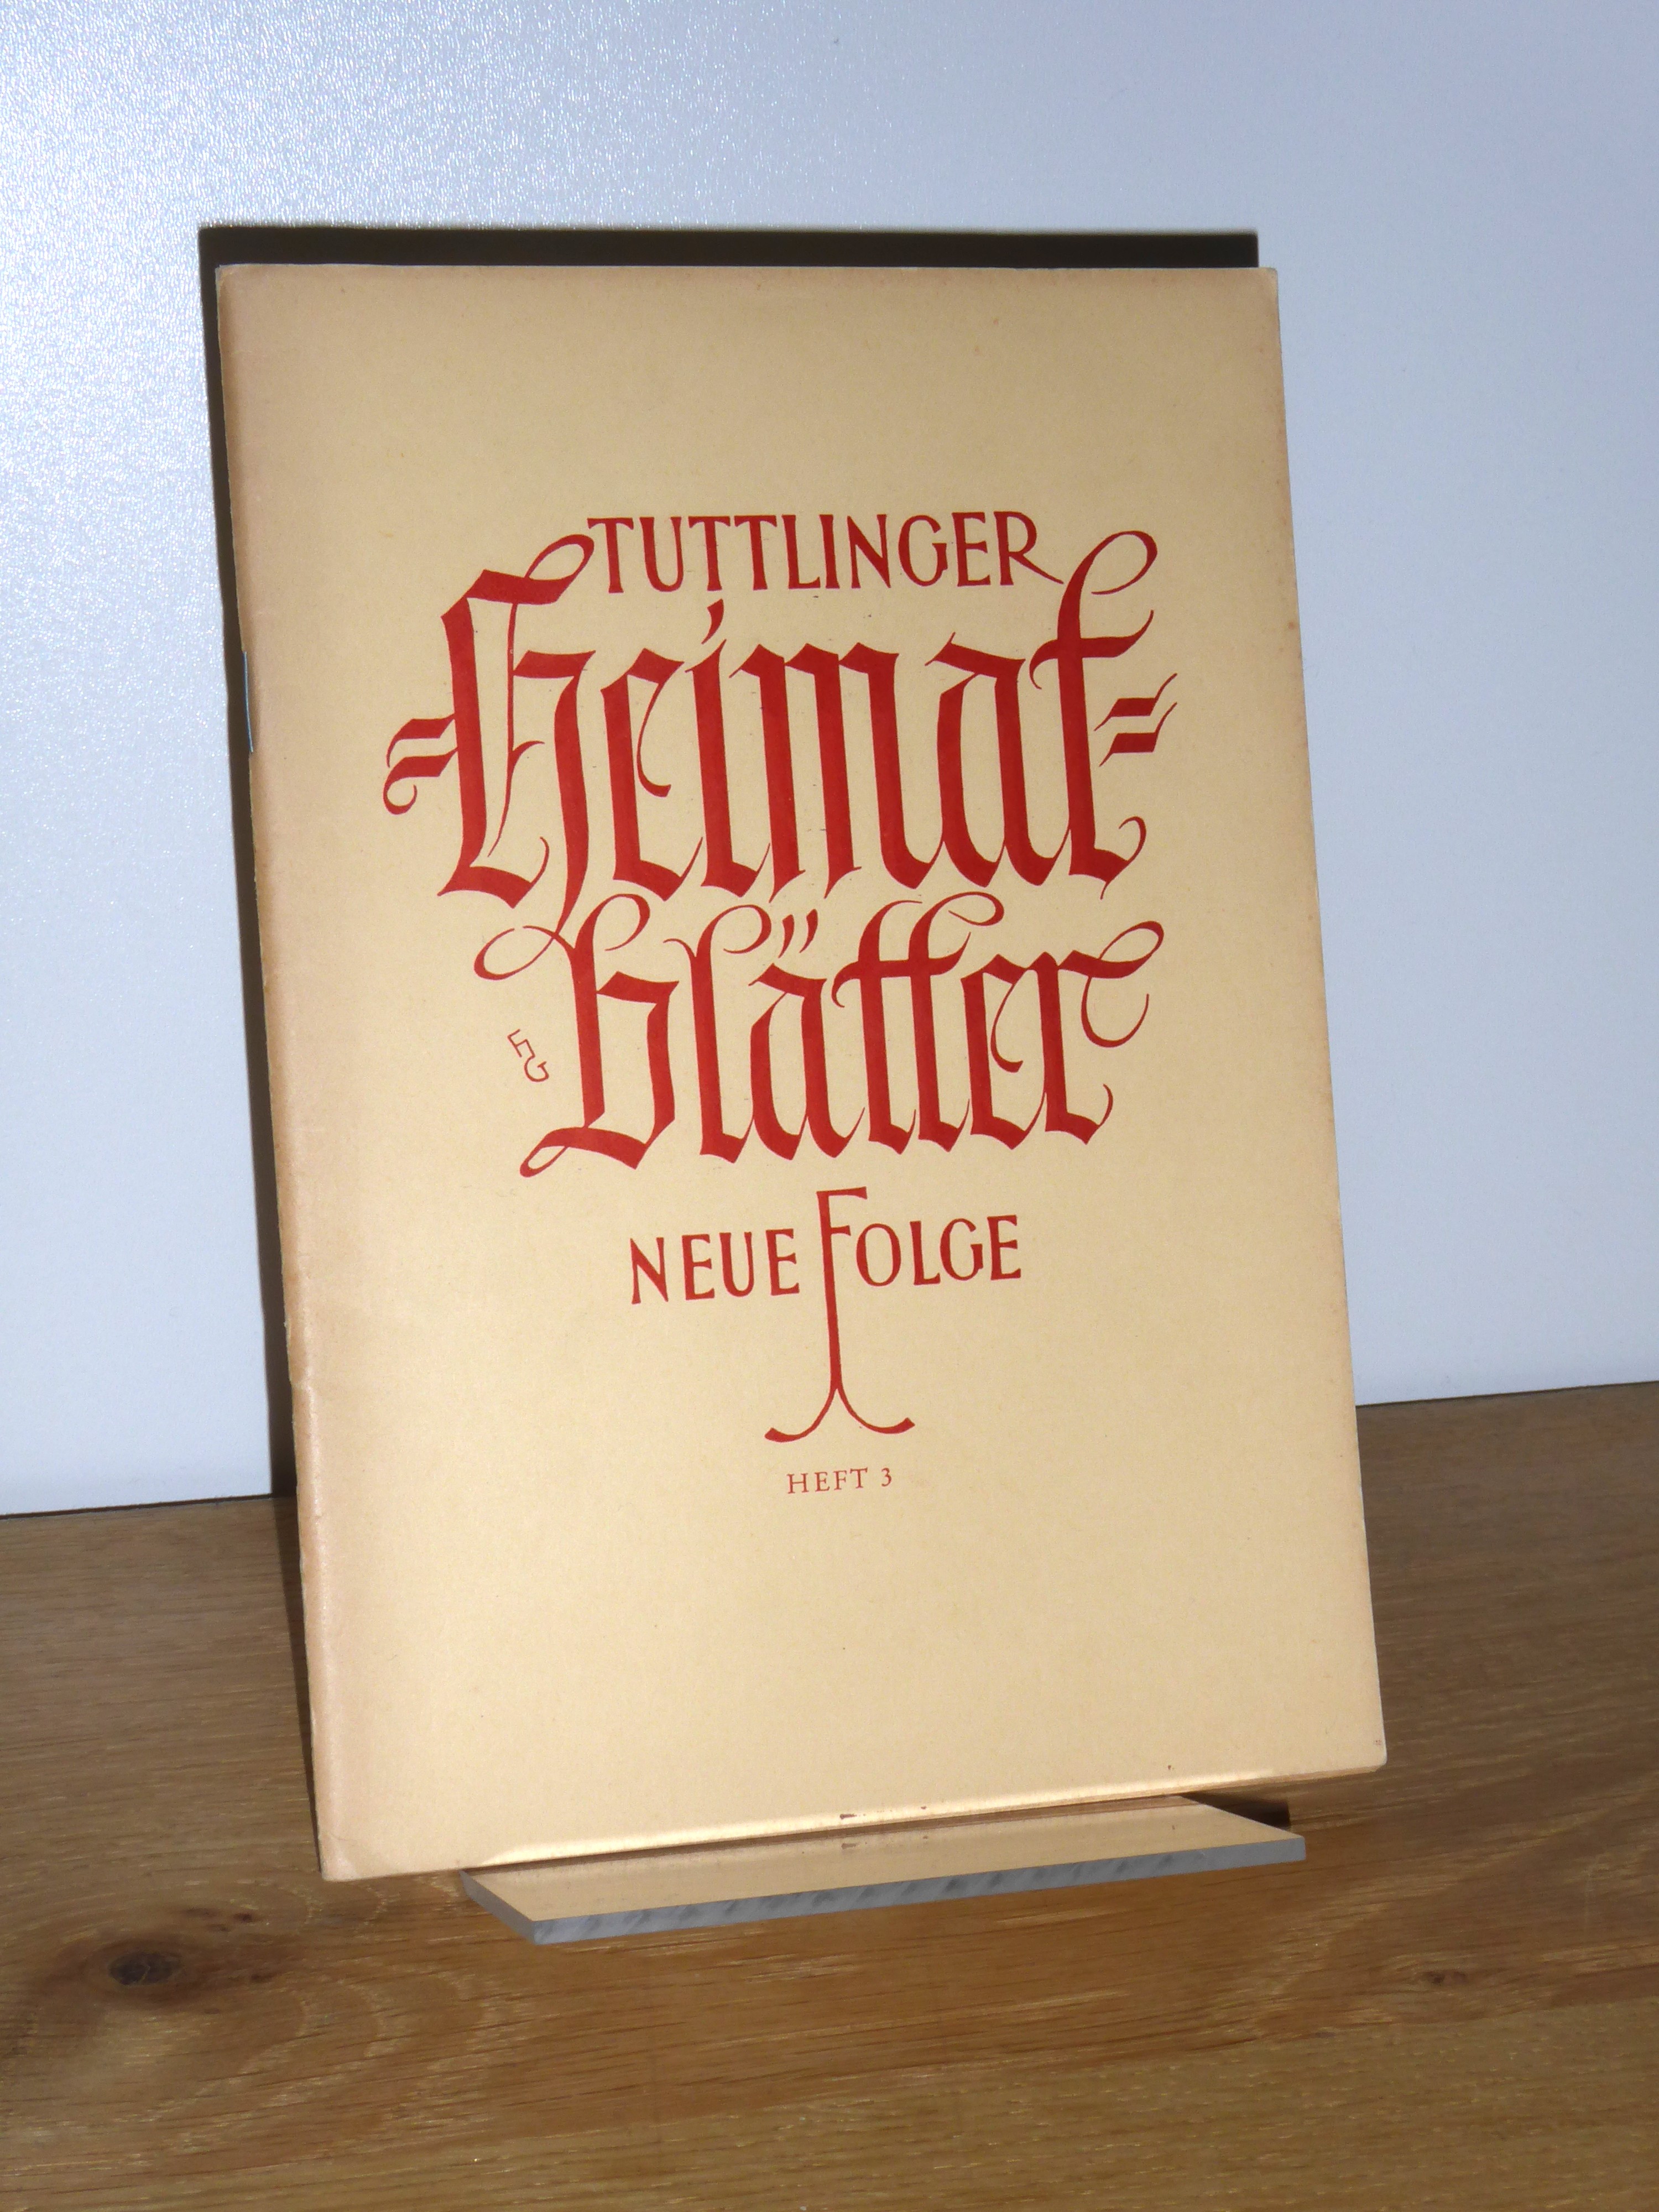 TUTTLINGER
Heimat=
blätter
NEUE FOLGE
HEFT 3